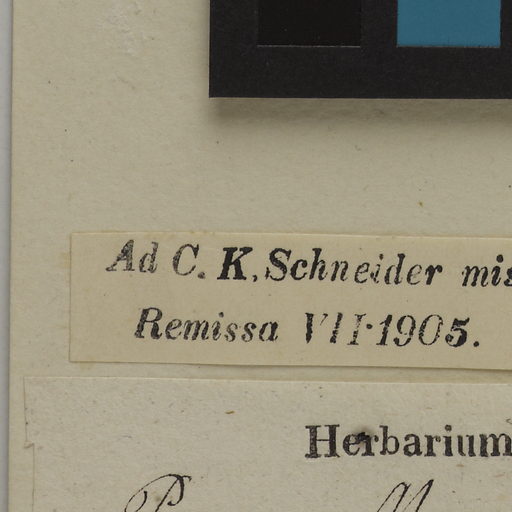 Ad C. K. Schneider mis
Remissa VII·1905.
Herbarium